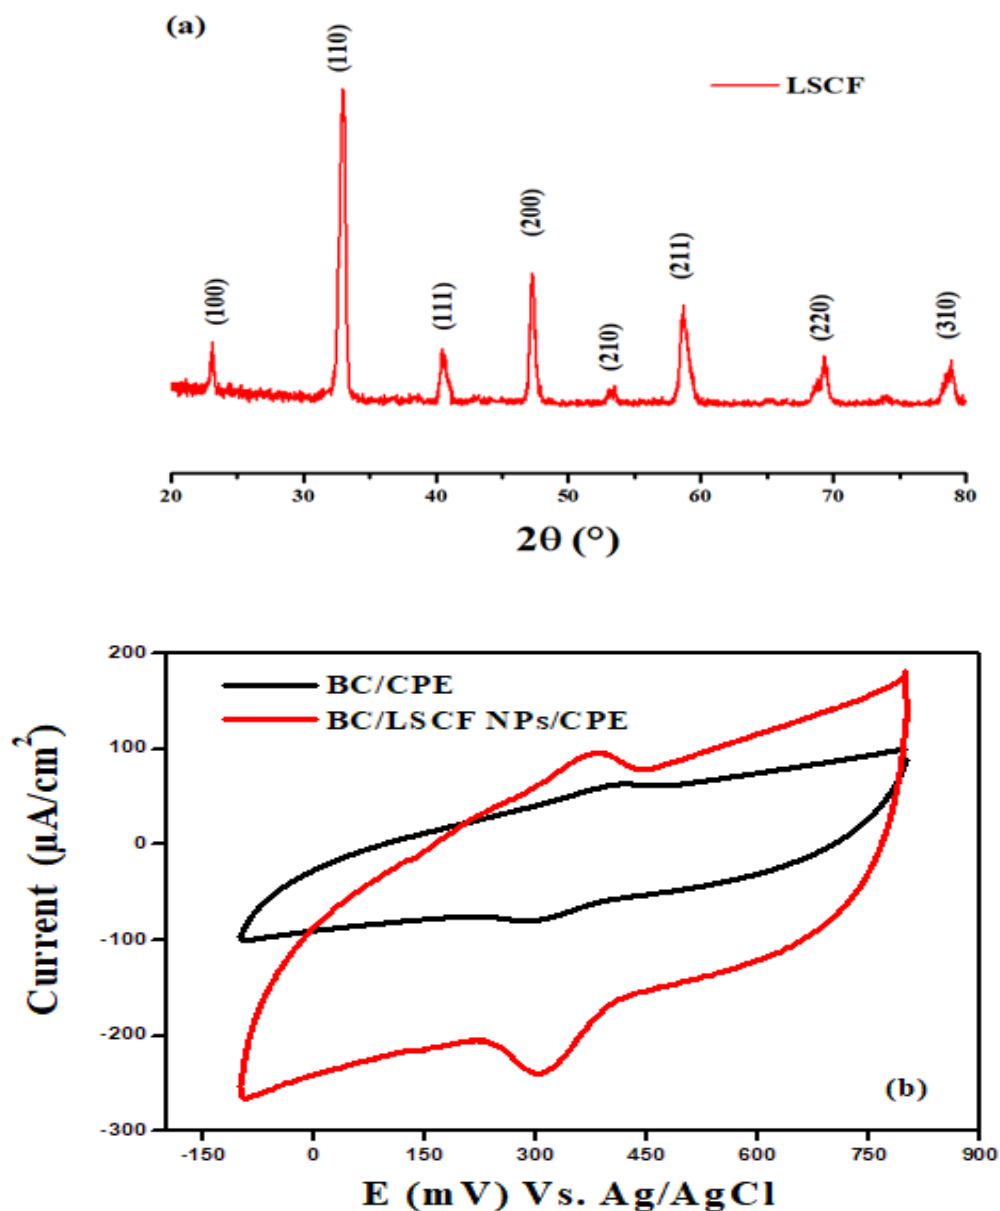 (a)
(110)
LSCF
(200)
(211)
(100)
(111)
(210)
(220)
(310)
20 30 40 50 60 70 80
2θ (°)
200
100
0
-100
-200
-300
Current (µA/cm²)
BC/CPE
BC/LSCF NPs/CPE
(b)
-150 0 150 300 450 600 750 900
E (mV) Vs. Ag/AgCl